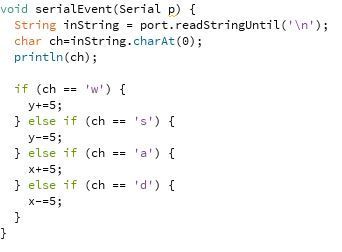 void serialEvent(Serial p) {
  String inString = port.readStringUntil('\n');
  char ch=inString.charAt(0);
  println(ch);

  if (ch == 'w') {
    y+=5;
  } else if (ch == 's') {
    y-=5;
  } else if (ch == 'a') {
    x+=5;
  } else if (ch == 'd') {
    x-=5;
  }
}